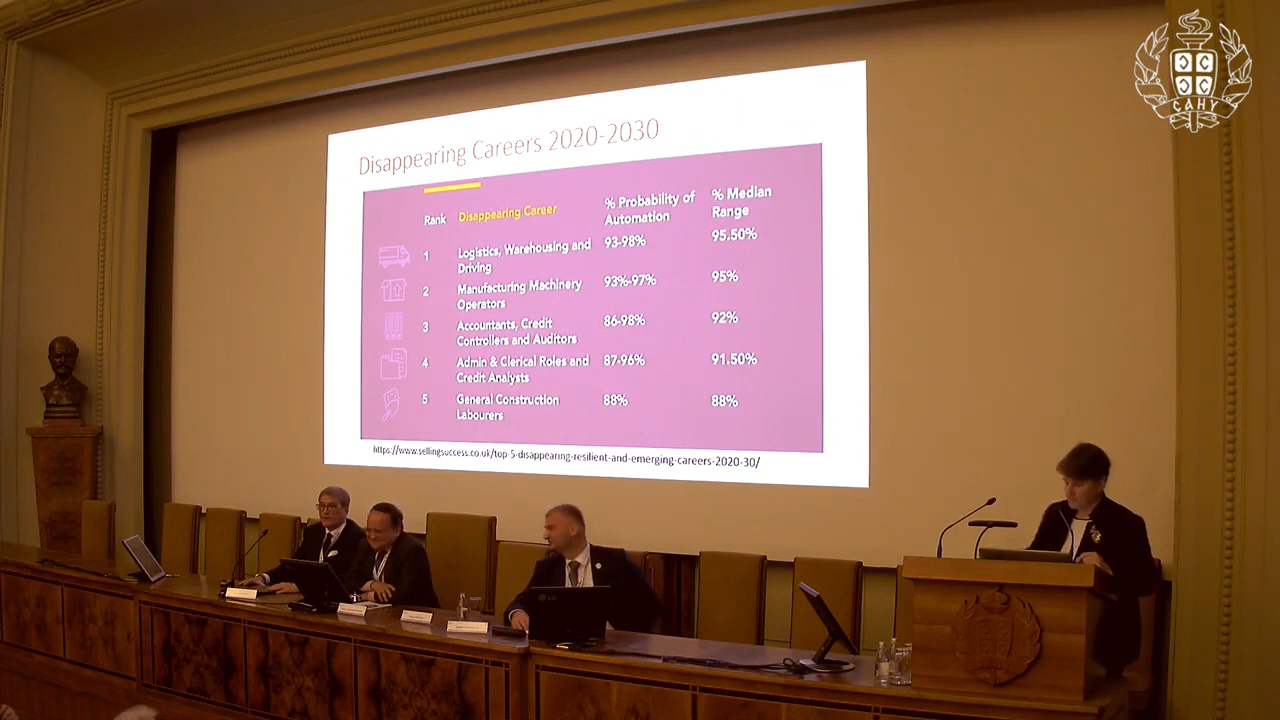 Disappearing Careers 2020-2030
Rank Disappearing Career % Probability of Automation % Median Range
1 Logistics, Warehousing and Driving 93-98% 95.50%
2 Manufacturing Machinery Operators 93%-97% 95%
3 Accountants, Credit Controllers and Auditors 86-98% 92%
4 Admin & Clerical Roles and Credit Analysts 87-96% 91.50%
5 General Construction Labourers 88% 88%
https://www.sellingsuccess.co.uk/top-5-disappearing-resilient-and-emerging-careers-2020-30/
САНУ